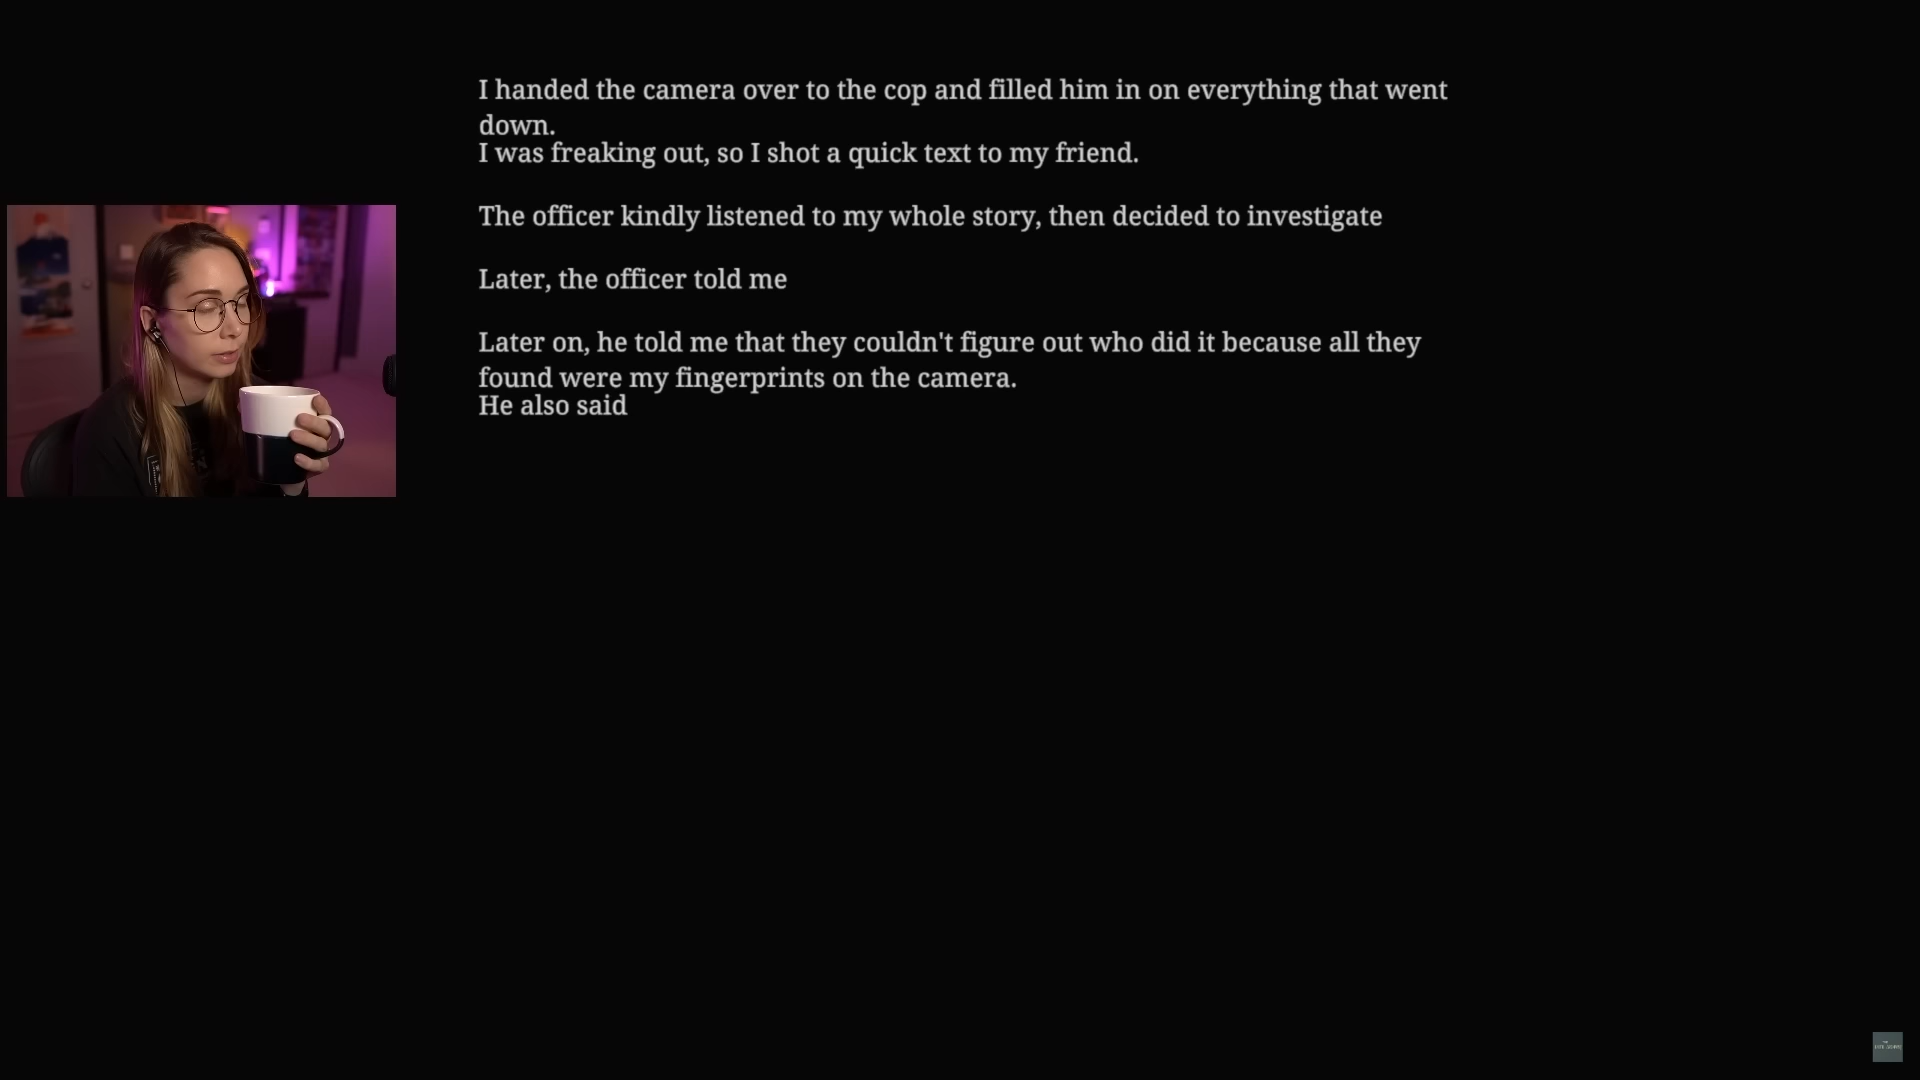 I handed the camera over to the cop and filled him in on everything that went
down.
I was freaking out, so I shot a quick text to my friend.
The officer kindly listened to my whole story, then decided to investigate
Later, the officer told me
Later on, he told me that they couldn't figure out who did it because all they
found were my fingerprints on the camera.
He also said